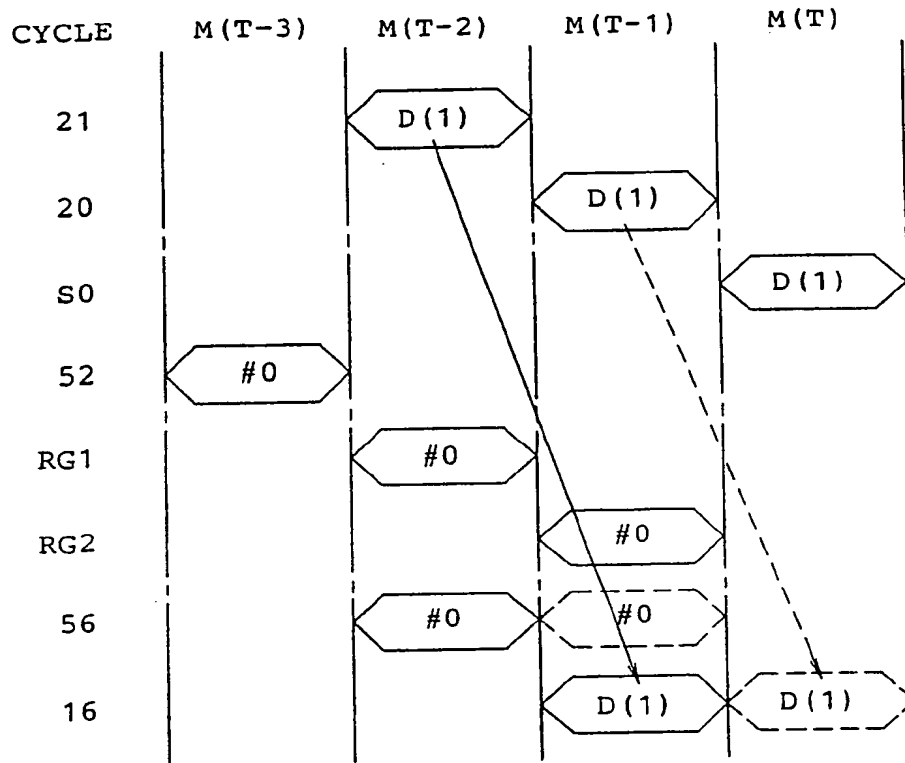 CYCLE M(T-3) M(T-2) M(T-1) M(T)
21 D(1)
20 D(1)
S0 D(1)
52 #0
RG1 #0
RG2 #0
56 #0 #0
16 D(1) D(1)